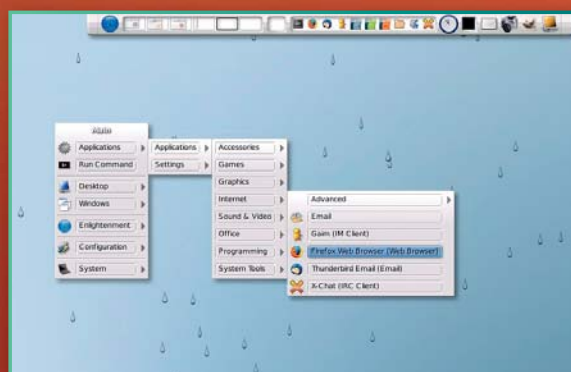 Main
Applications
Run Command
Desktop
Windows
Enlightenment
Configuration
System
Applications
Settings
Accessories
Games
Graphics
Internet
Sound & Video
Office
Programming
System Tools
Advanced
Email
Gaim (IM Client)
Firefox Web Browser (Web Browser)
Thunderbird Email (Email)
X-Chat (IRC Client)